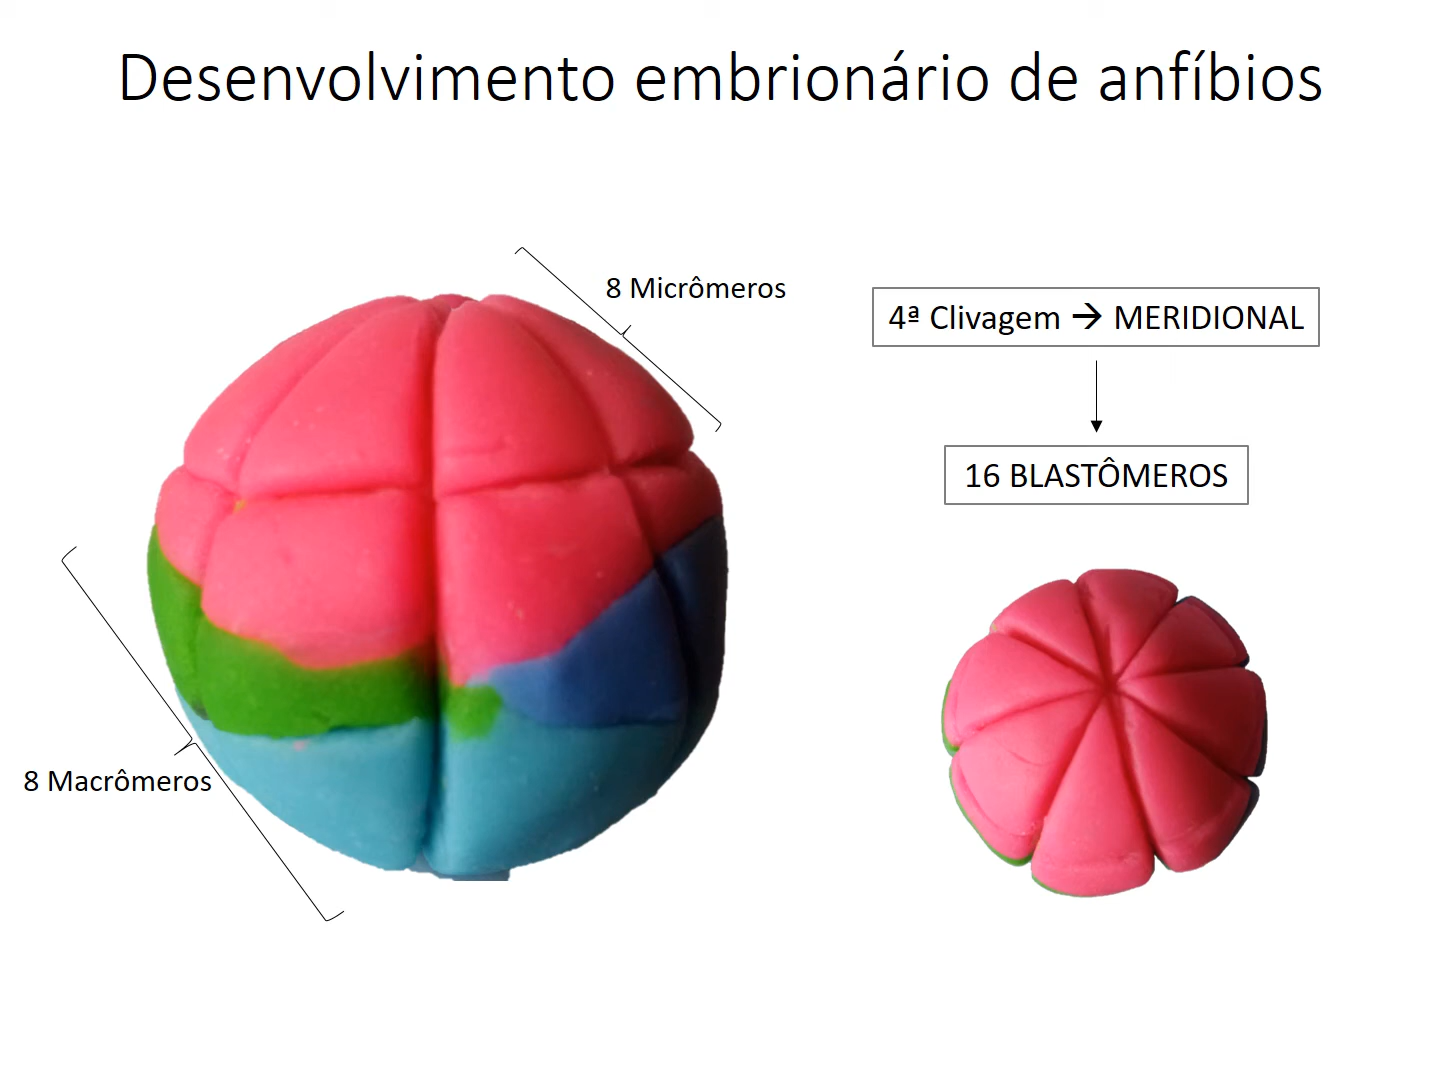 Desenvolvimento embrionário de anfíbios
8 Micrômeros
4ª Clivagem → MERIDIONAL
16 BLASTÔMEROS
8 Macrômeros